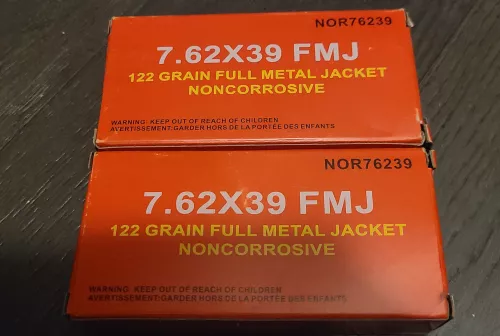 NOR76239
7.62X39 FMJ
122 GRAIN FULL METAL JACKET
NONCORROSIVE
WARNING: KEEP OUT OF REACH OF CHILDREN
AVERTISSEMENT:GARDER HORS DE LA PORTÉE DES ENFANTS
NOR76239
7.62X39 FMJ
122 GRAIN FULL METAL JACKET
NONCORROSIVE
WARNING: KEEP OUT OF REACH OF CHILDREN
AVERTISSEMENT:GARDER HORS DE LA PORTÉE DES ENFANTS